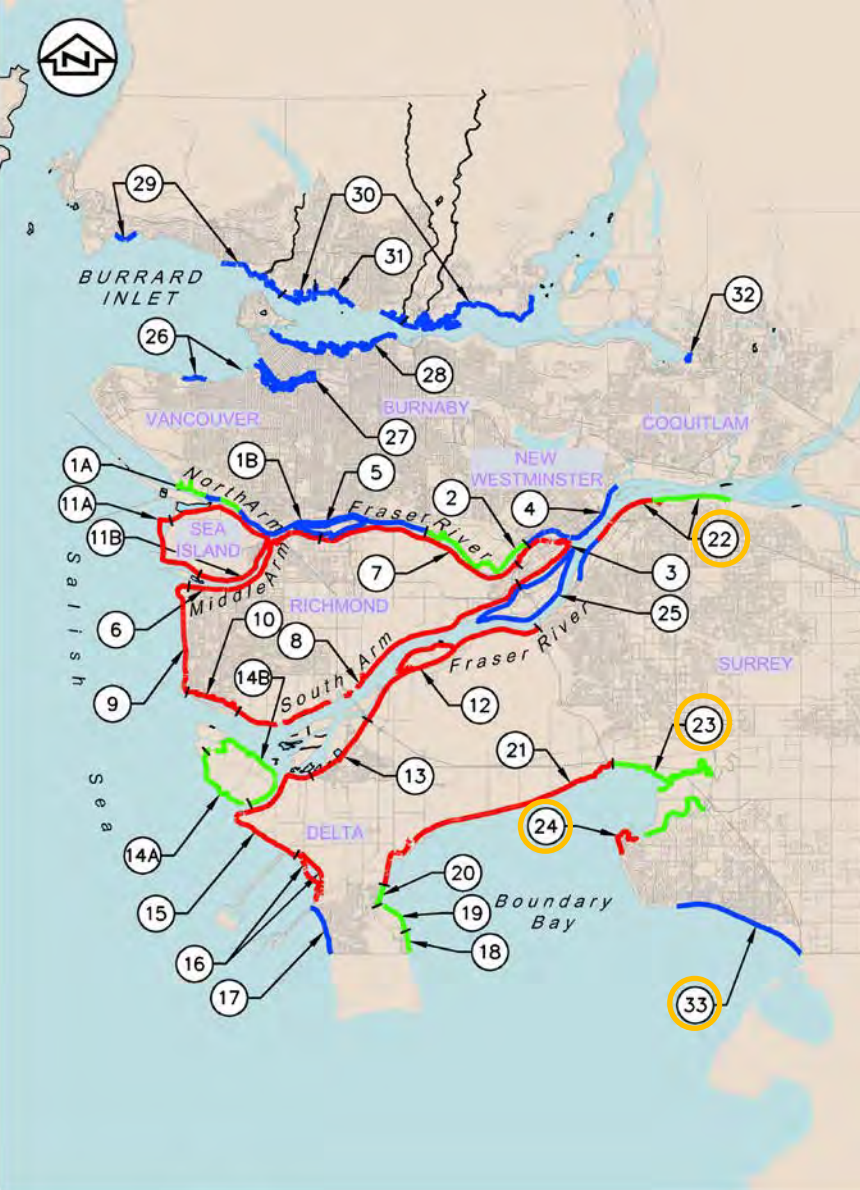 N
29
30
31
BURRARD
INLET
32
26
28
27
VANCOUVER
BURNABY
COQUITLAM
1A
1B
5
NEW
WESTMINSTER
North Arm
Fraser River
2
4
11A
SEA
ISLAND
11B
22
7
3
Middle Arm
6
RICHMOND
25
Salish
Sea
10
8
South Arm
Fraser River
SURREY
9
14B
12
23
21
13
24
DELTA
14A
20
15
19
Boundary
Bay
18
16
17
33